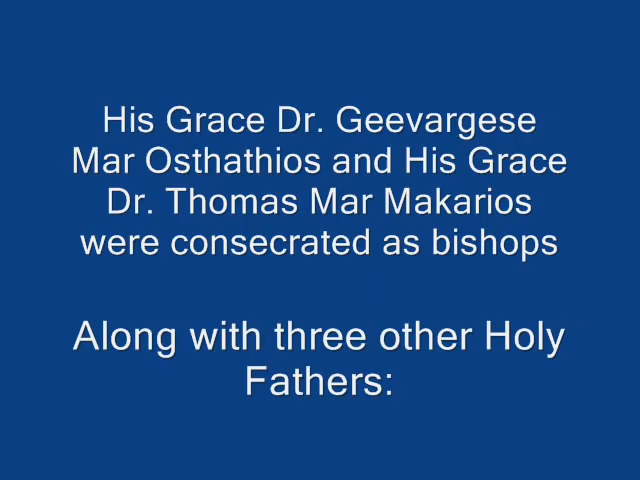 His Grace Dr. Geevargese
Mar Osthathios and His Grace
Dr. Thomas Mar Makarios
were consecrated as bishops
Along with three other Holy
Fathers: